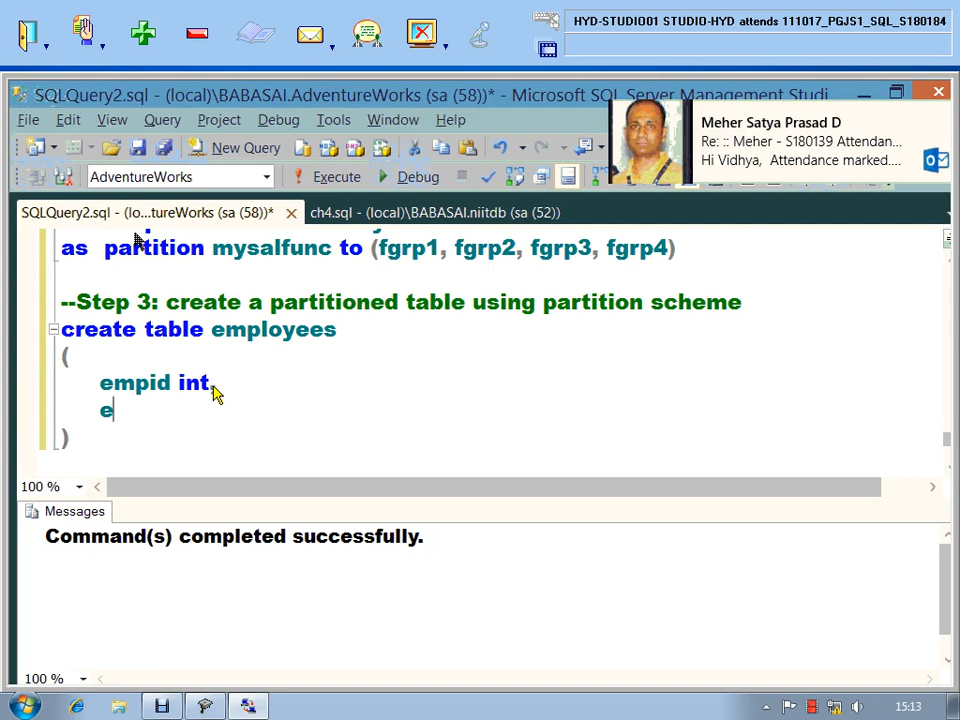 HYD-STUDIO01 STUDIO-HYD attends 111017_PGJS1_SQL_S180184
SQLQuery2.sql - (local)\BABASAI.AdventureWorks (sa (58))* - Microsoft SQL Server Management Studi
Meher Satya Prasad D
Re: :: Meher - S180139 Attendan...
Hi Vidhya, Attendance marked....
File Edit View Query Project Debug Tools Window Help
New Query
AdventureWorks
Execute
Debug
SQLQuery2.sql - (lo...tureWorks (sa (58))*
ch4.sql - (local)\BABASAI.niitdb (sa (52))
as partition mysalfunc to (fgrp1, fgrp2, fgrp3, fgrp4)
--Step 3: create a partitioned table using partition scheme
create table employees
(
empid int,
e
)
100 %
Messages
Command(s) completed successfully.
100 %
15:13